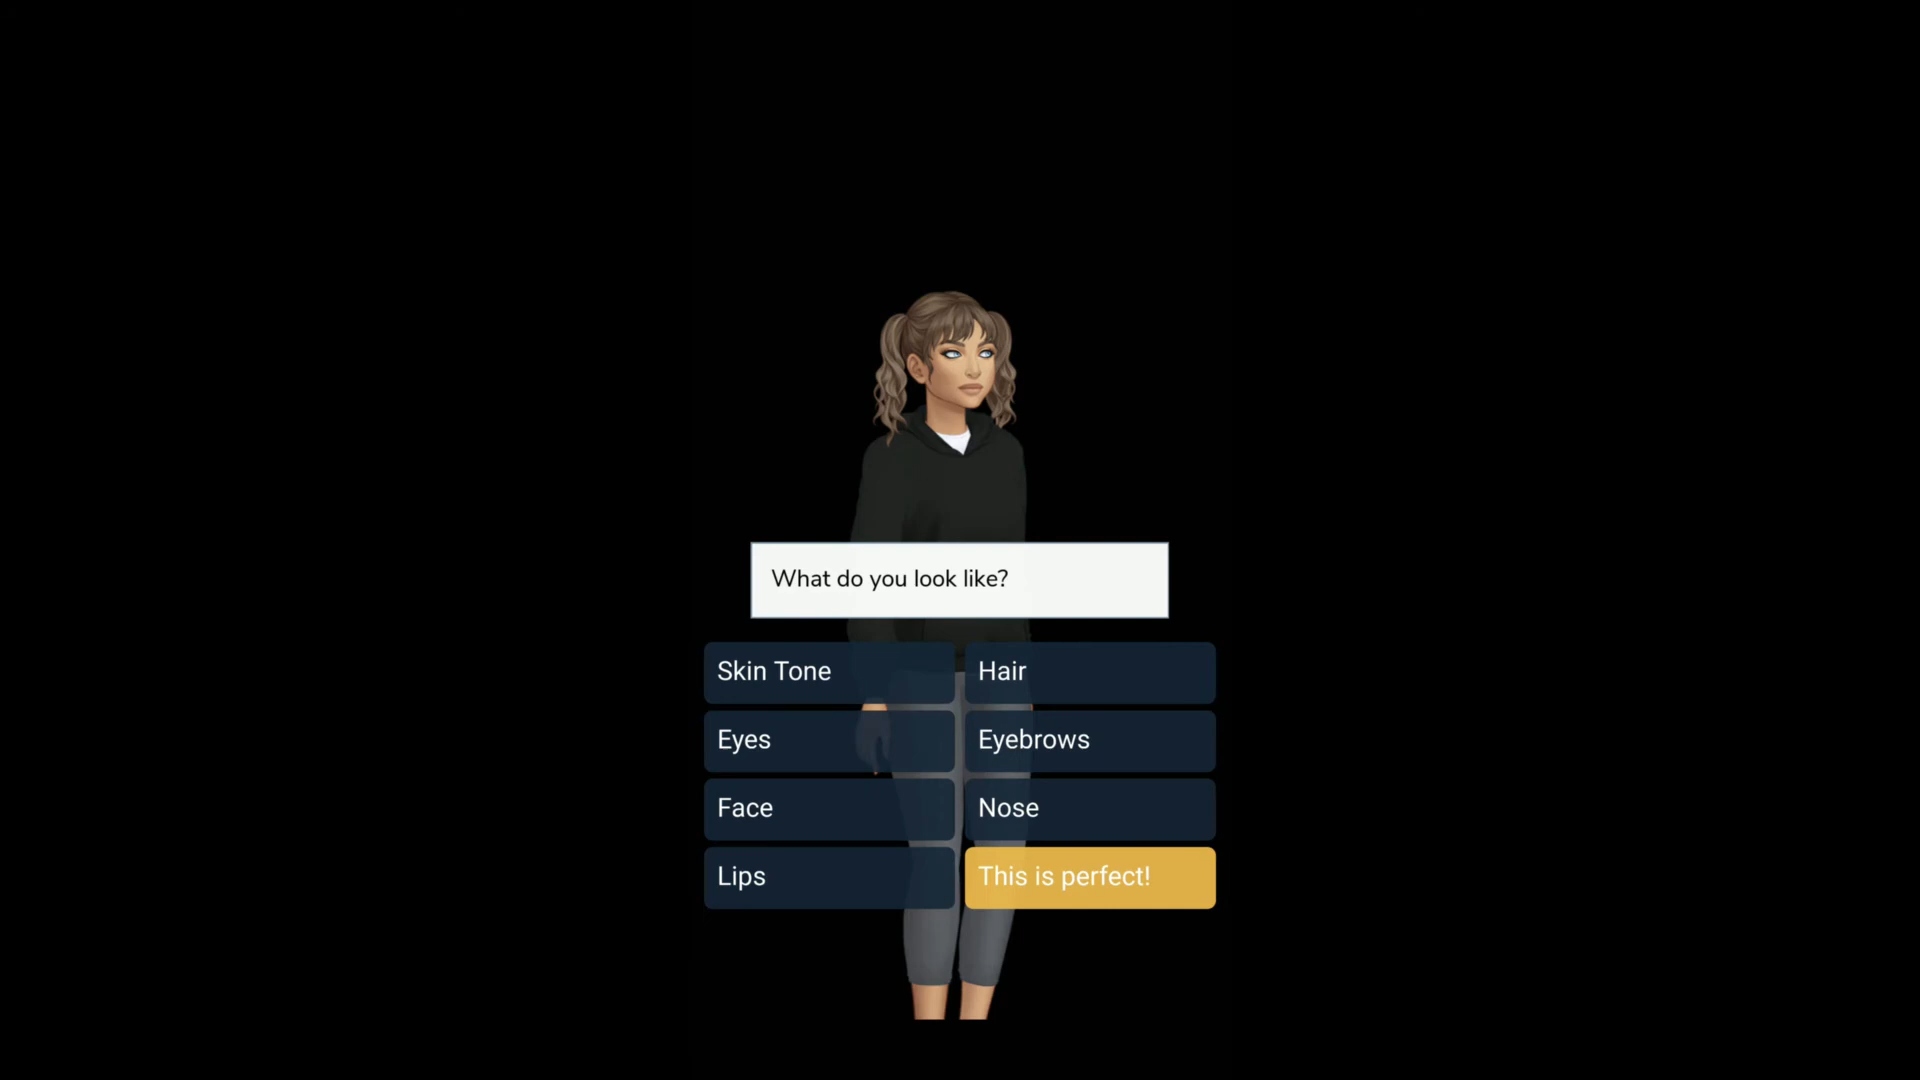 What do you look like?
Skin Tone
Hair
Eyes
Eyebrows
Face
Nose
Lips
This is perfect!